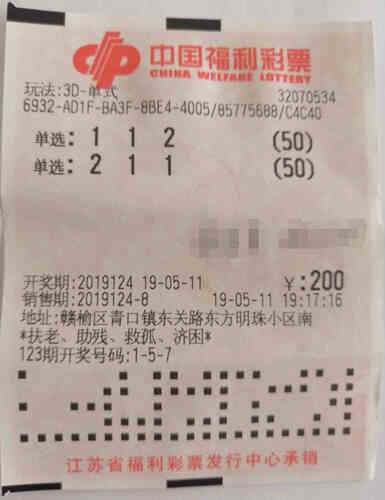 中国福利彩票
CHINA WELFARE LOTTERY
玩法:3D-单式 32070534
6932-AD1F-BA3F-8BE4-4005/85775688/C4C40
单选: 1 1 2 (50)
单选: 2 1 1 (50)
开奖期:2019124 19-05-11 ¥:200
销售期:2019124-8 19-05-11 19:17:16
地址:赣榆区青口镇东关路东方明珠小区南
*扶老、助残、救孤、济困*
123期开奖号码:1-5-7
江苏省福利彩票发行中心承销